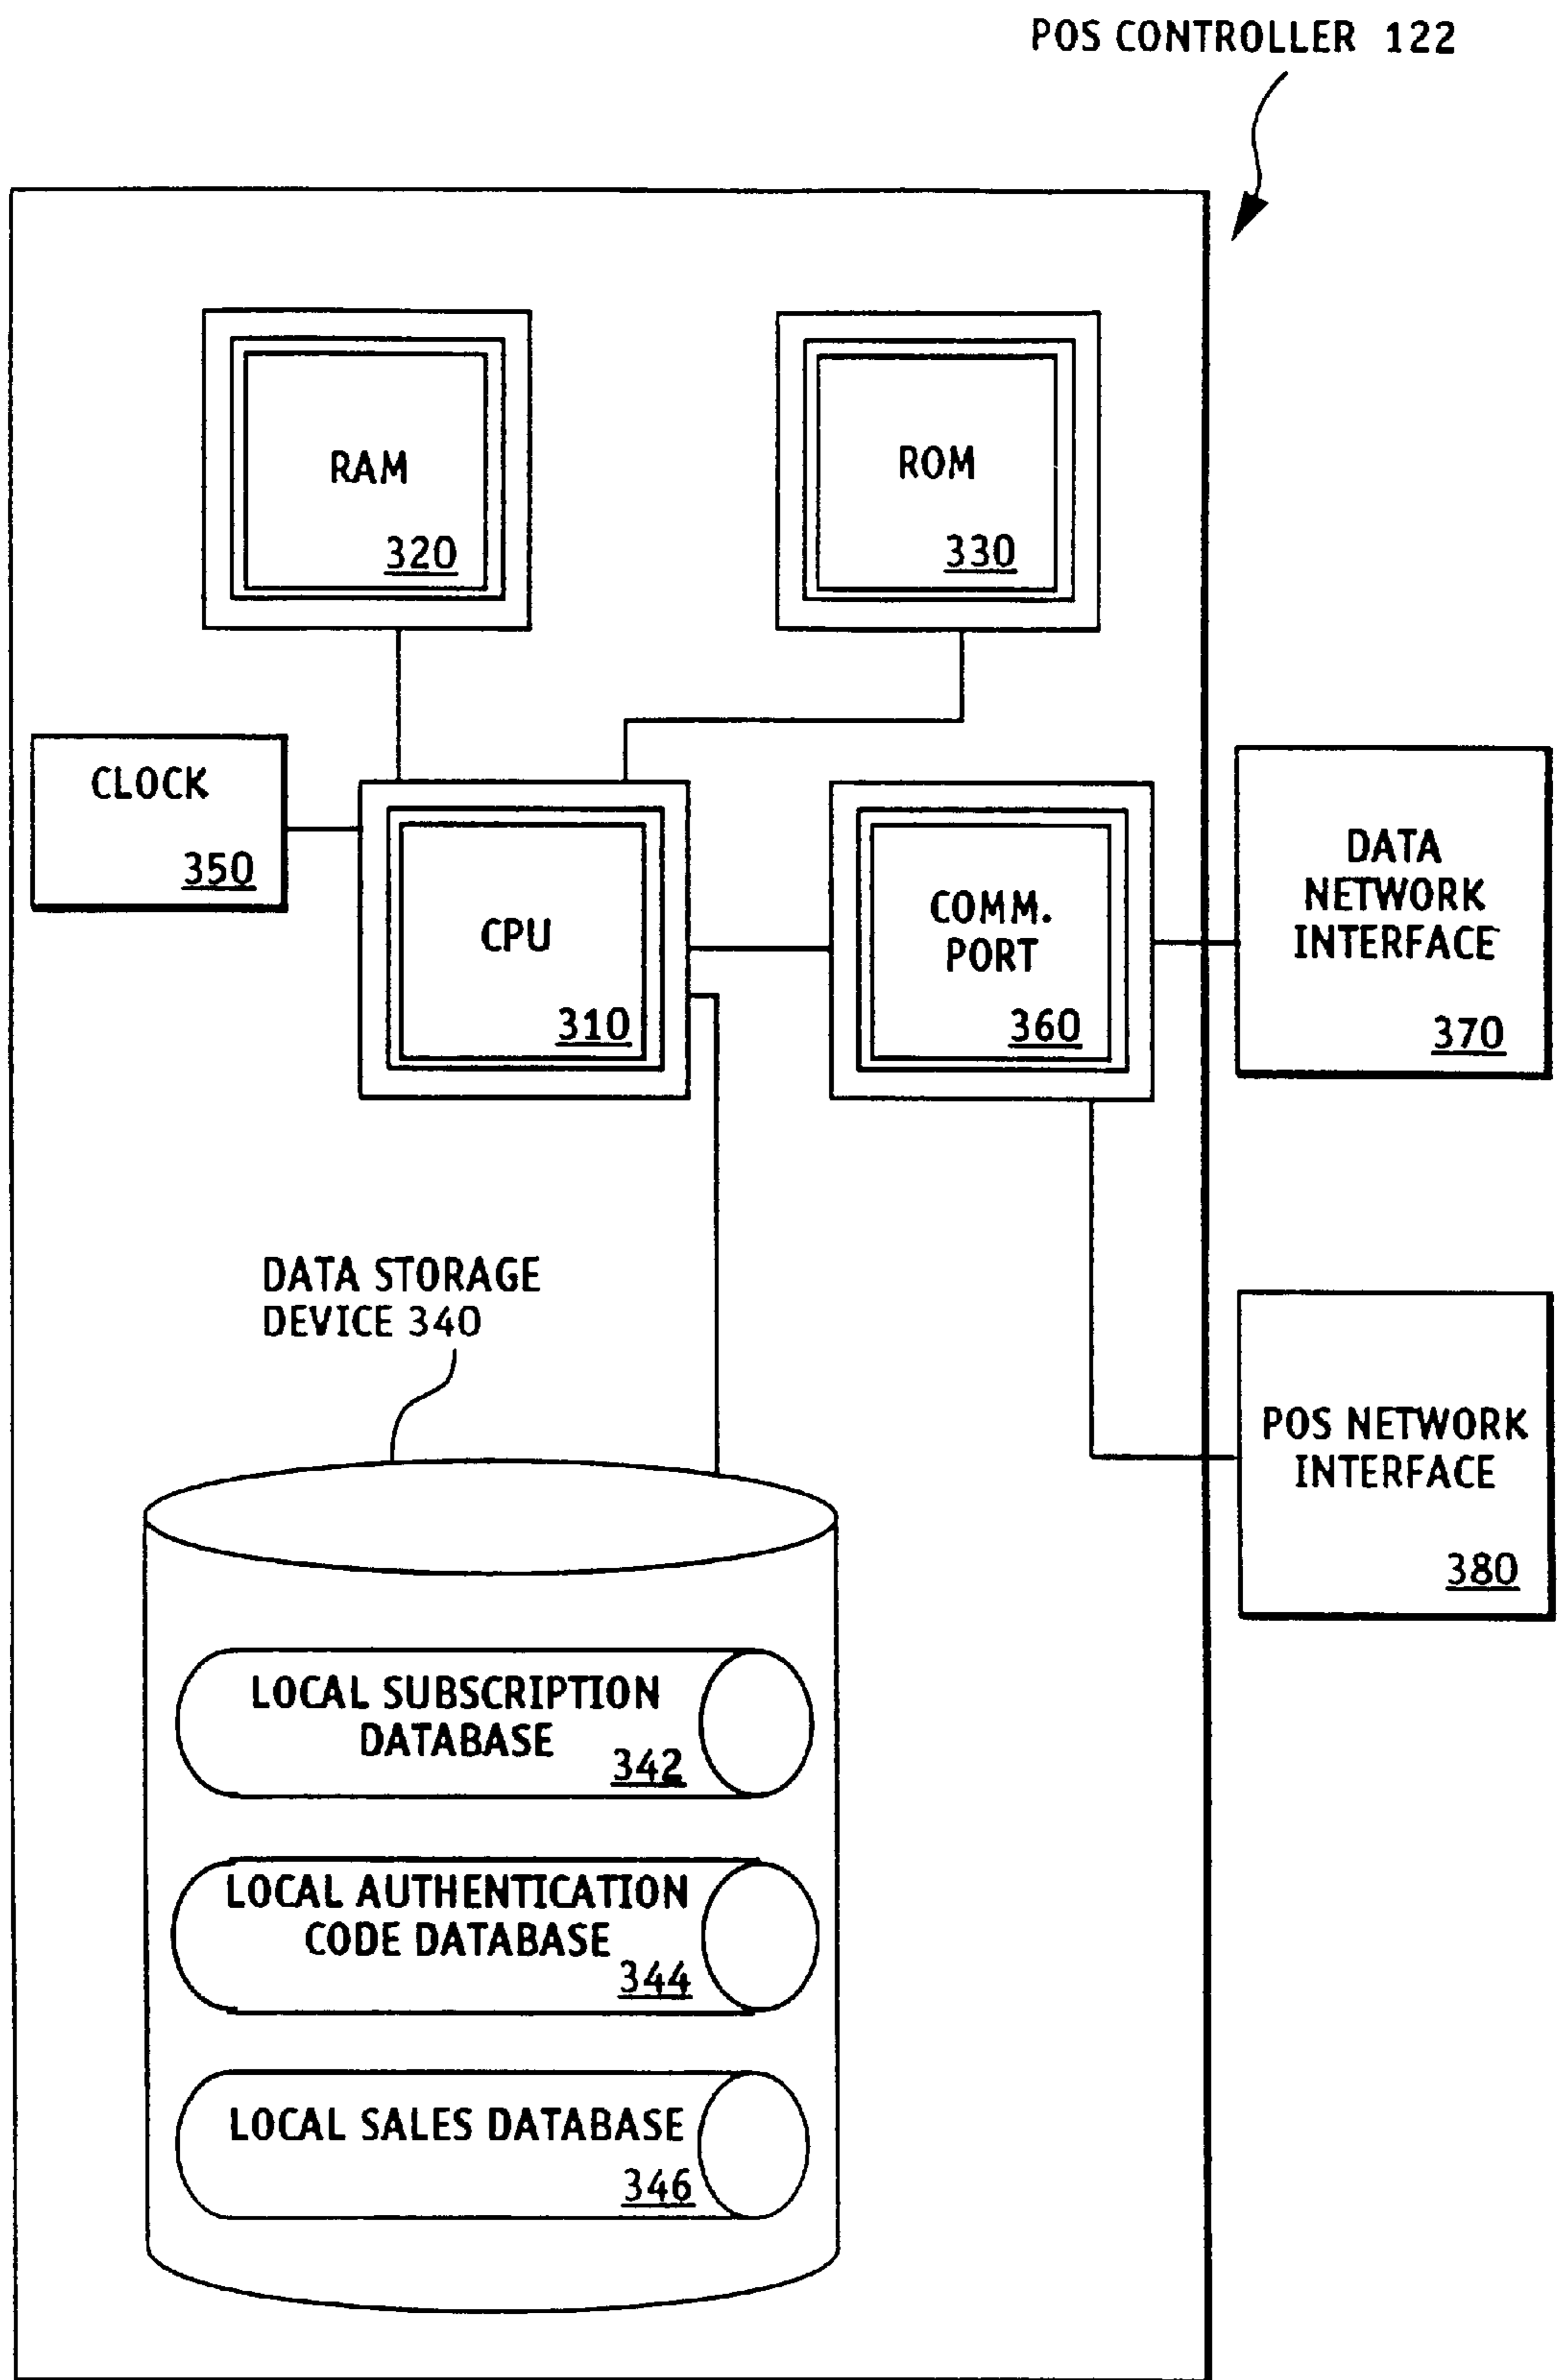 POS CONTROLLER 122
RAM
320
ROM
330
CLOCK
350
CPU
310
COMM.
PORT
360
DATA
NETWORK
INTERFACE
370
DATA STORAGE
DEVICE 340
POS NETWORK
INTERFACE
380
LOCAL SUBSCRIPTION
DATABASE
342
LOCAL AUTHENTICATION
CODE DATABASE
344
LOCAL SALES DATABASE
346